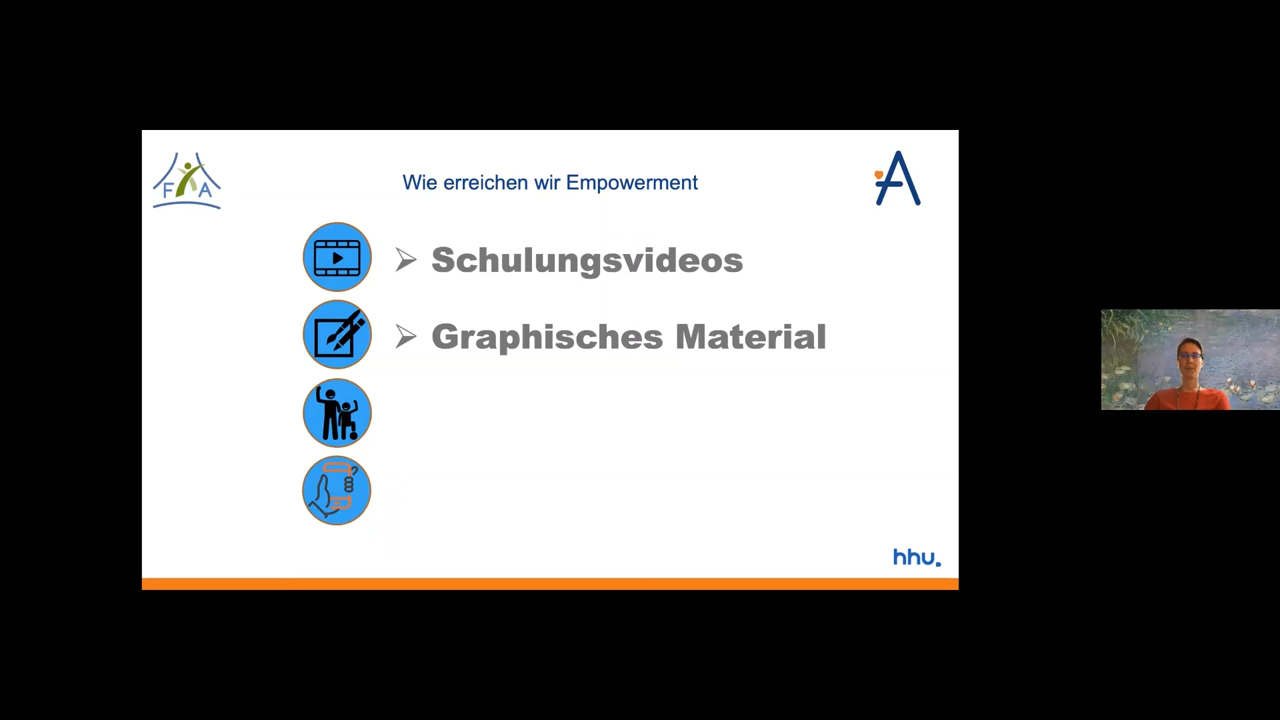 F A
Wie erreichen wir Empowerment
A
Schulungsvideos
Graphisches Material
hhu.